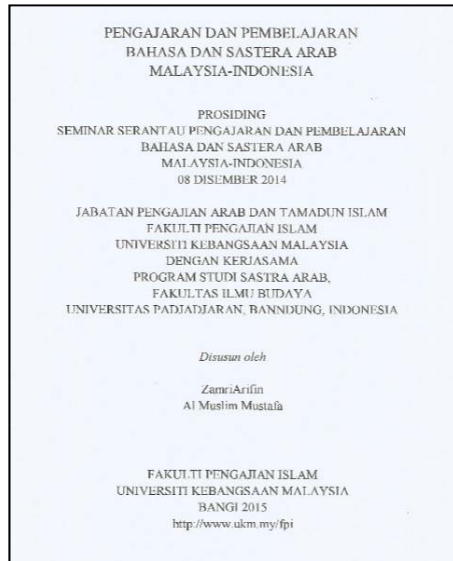 PENGAJARAN DAN PEMBELAJARAN
BAHASA DAN SASTERA ARAB
MALAYSIA-INDONESIA
PROSIDING
SEMINAR SERANTAU PENGAJARAN DAN PEMBELAJARAN
BAHASA DAN SASTERA ARAB
MALAYSIA-INDONESIA
08 DISEMBER 2014
JABATAN PENGAJIAN ARAB DAN TAMADUN ISLAM
FAKULTI PENGAJIAN ISLAM
UNIVERSITI KEBANGSAAN MALAYSIA
DENGAN KERJASAMA
PROGRAM STUDI SASTRA ARAB,
FAKULTAS ILMU BUDAYA
UNIVERSITAS PADJADJARAN, BANNDUNG, INDONESIA
Disusun oleh
ZamriArifin
Al Muslim Mustafa
FAKULTI PENGAJIAN ISLAM
UNIVERSITI KEBANGSAAN MALAYSIA
BANGI 2015
http://www.ukm.my/fpi